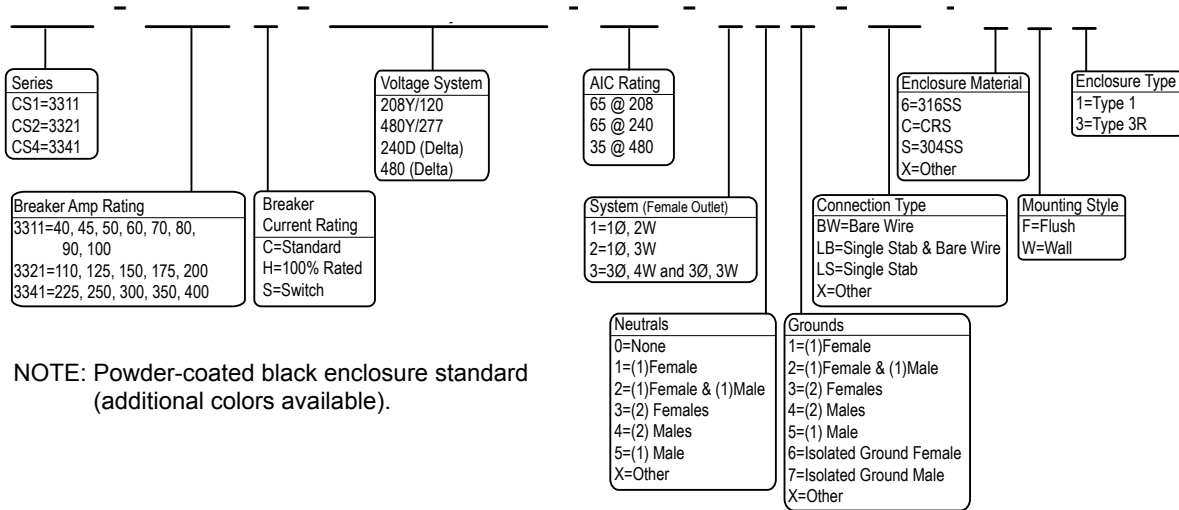 - - - - - -
Series
CS1=3311
CS2=3321
CS4=3341
Voltage System
208Y/120
480Y/277
240D (Delta)
480 (Delta)
AIC Rating
65 @ 208
65 @ 240
35 @ 480
Enclosure Material
6=316SS
C=CRS
S=304SS
X=Other
Enclosure Type
1=Type 1
3=Type 3R
Breaker Amp Rating
3311=40, 45, 50, 60, 70, 80,
90, 100
3321=110, 125, 150, 175, 200
3341=225, 250, 300, 350, 400
Breaker
Current Rating
C=Standard
H=100% Rated
S=Switch
System (Female Outlet)
1=1Ø, 2W
2=1Ø, 3W
3=3Ø, 4W and 3Ø, 3W
Connection Type
BW=Bare Wire
LB=Single Stab & Bare Wire
LS=Single Stab
X=Other
Mounting Style
F=Flush
W=Wall
Neutrals
0=None
1=(1)Female
2=(1)Female & (1)Male
3=(2) Females
4=(2) Males
5=(1) Male
X=Other
Grounds
1=(1)Female
2=(1)Female & (1)Male
3=(2) Females
4=(2) Males
5=(1) Male
6=Isolated Ground Female
7=Isolated Ground Male
X=Other
NOTE: Powder-coated black enclosure standard
(additional colors available).